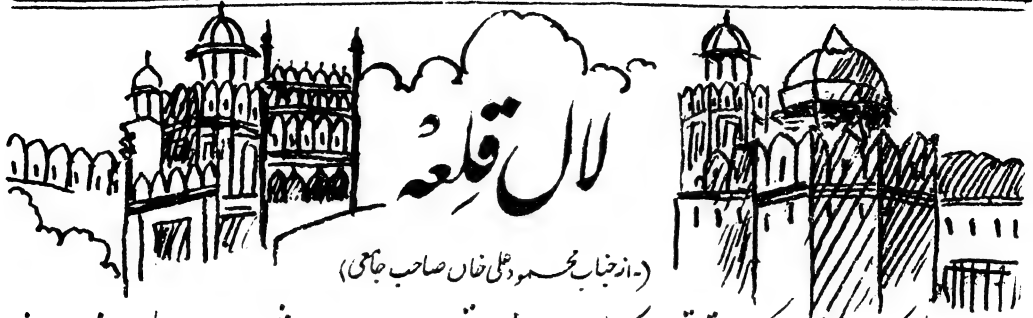 لال قلعہ
(-از جناب محمود علی خاں صاحب جامعی)